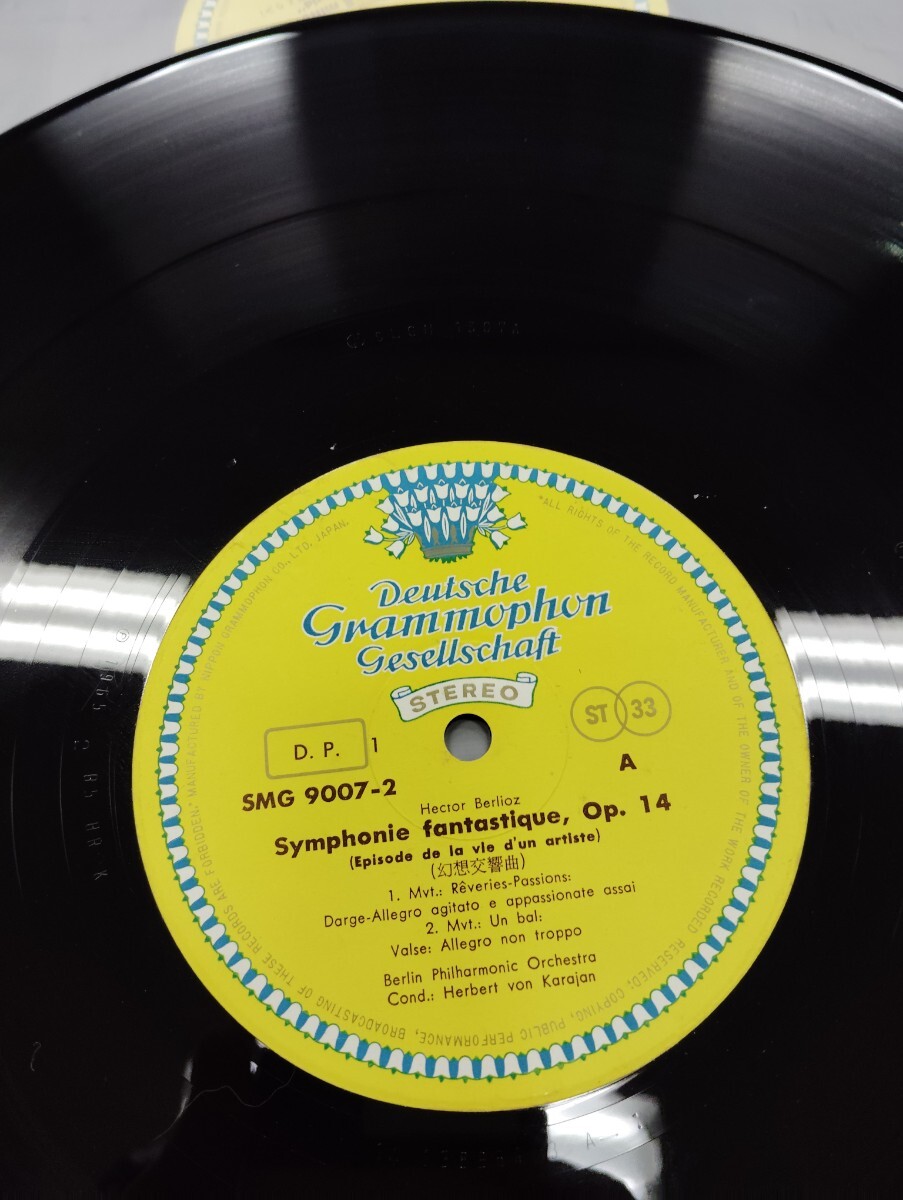 Deutsche
Grammophon
Gesellschaft
STEREO
D. P. 1
ST 33
SMG 9007-2
A
Hector Berlioz
Symphonie fantastique, Op. 14
(Episode de la vie d'un artiste)
(幻想交響曲)
1. Mvt.: Rêveries-Passions:
Darge-Allegro agitato e appassionate assai
2. Mvt.: Un bal:
Valse: Allegro non troppo
Berlin Philharmonic Orchestra
Cond.: Herbert von Karajan
"ALL RIGHTS OF THE RECORD MANUFACTURER AND OF THE OWNER OF THE WORK RECORDED RESERVED; COPYING, PUBLIC PERFORMANCE, BROADCASTING OF THESE RECORDS ARE FORBIDDEN." MANUFACTURED BY NIPPON GRAMMOPHON CO., LTD. JAPAN.